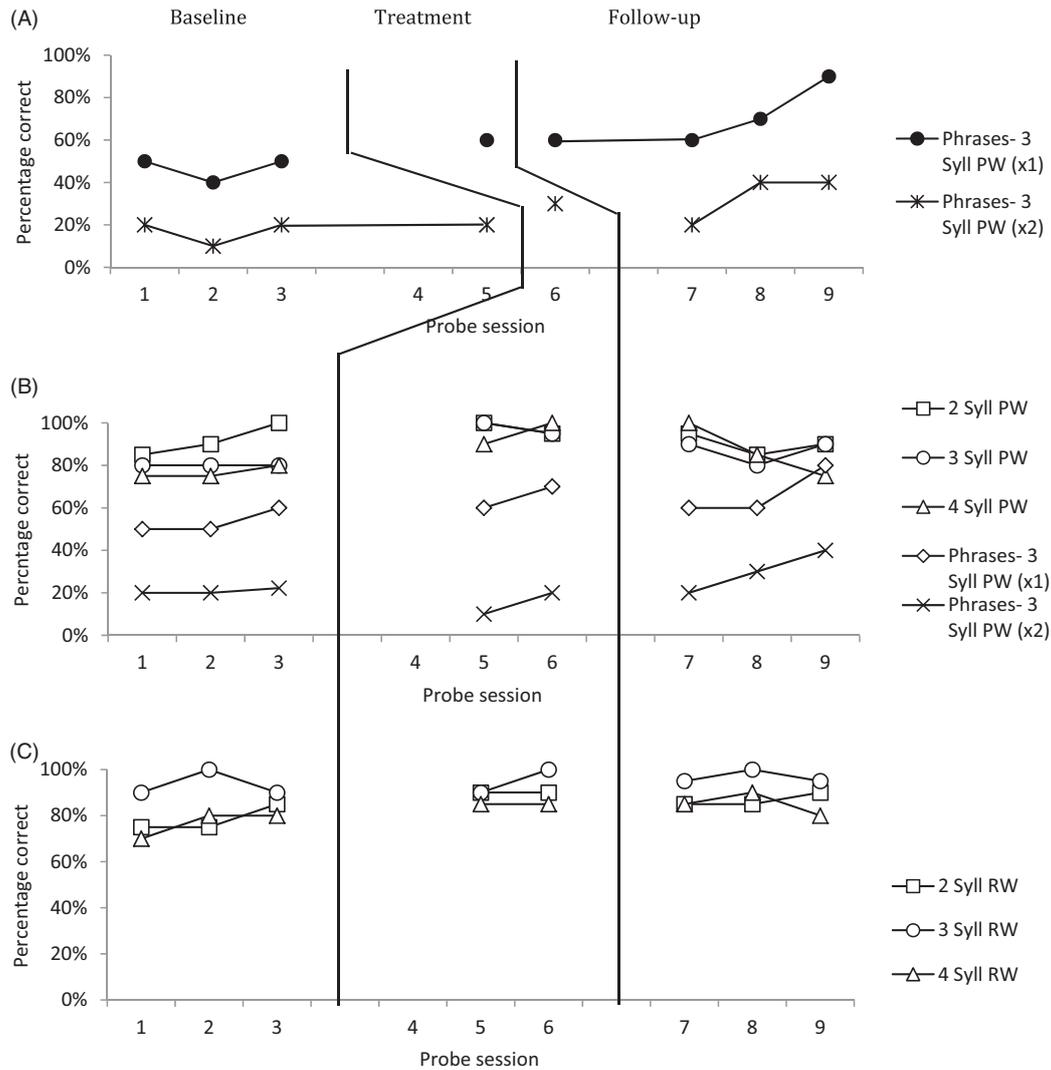 (A) Baseline Treatment Follow-up
100%
80%
60%
40%
20%
0%
Percentage correct
1 2 3 4 5 6 7 8 9
Probe session
Phrases- 3
Syll PW (x1)
Phrases- 3
Syll PW (x2)
(B)
100%
80%
60%
40%
20%
0%
Percntage correct
1 2 3 4 5 6 7 8 9
Probe session
2 Syll PW
3 Syll PW
4 Syll PW
Phrases- 3
Syll PW (x1)
Phrases- 3
Syll PW (x2)
(C)
100%
80%
60%
40%
20%
0%
Percentage correct
1 2 3 4 5 6 7 8 9
Probe session
2 Syll RW
3 Syll RW
4 Syll RW